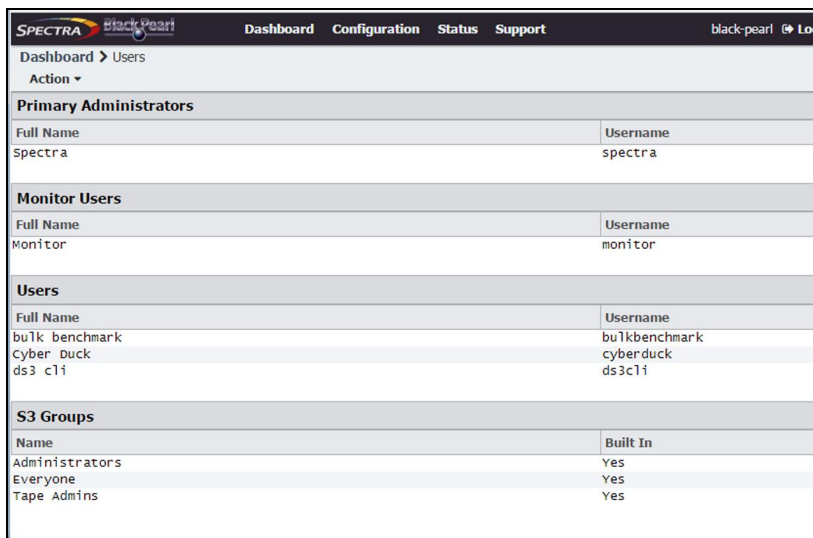 SPECTRA BlackPearl Dashboard Configuration Status Support black-pearl Lo
Dashboard > Users
Action
Primary Administrators
Full Name Username
Spectra spectra
Monitor Users
Full Name Username
Monitor monitor
Users
Full Name Username
bulk benchmark bulkbenchmark
Cyber Duck cyberduck
ds3 cli ds3cli
S3 Groups
Name Built In
Administrators Yes
Everyone Yes
Tape Admins Yes